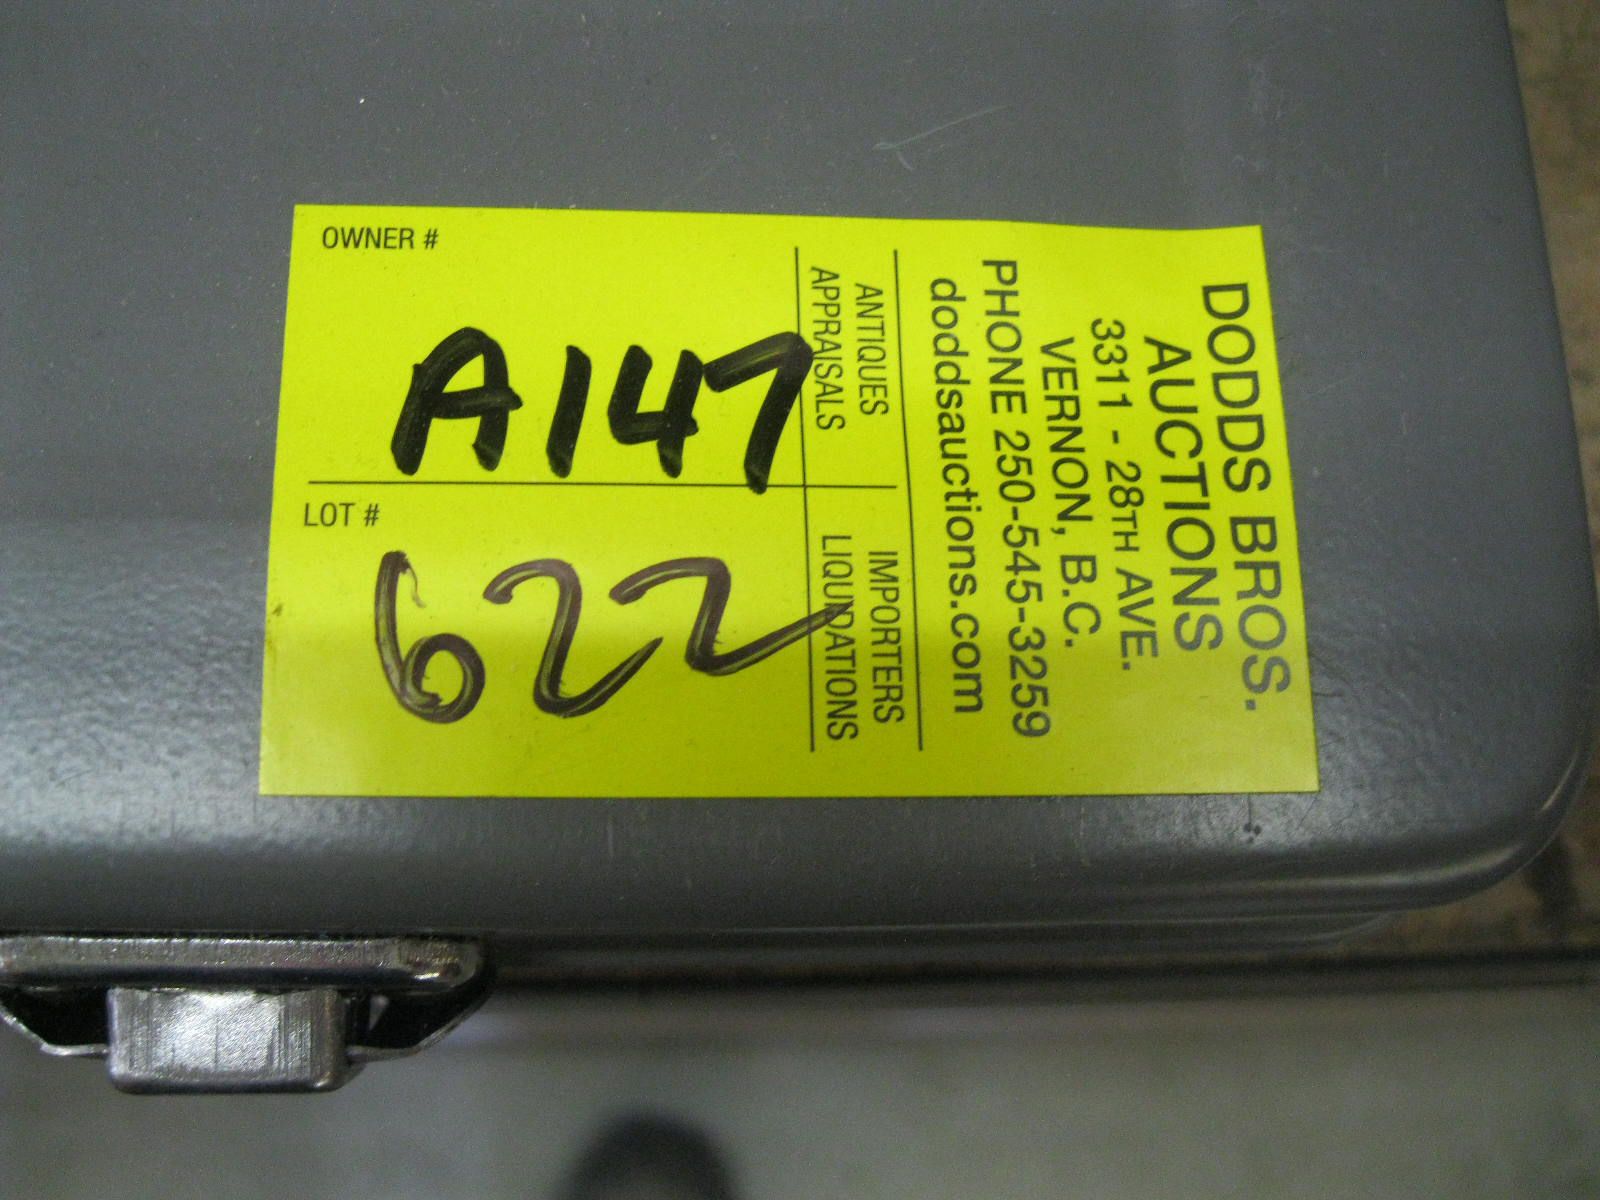 DODDS BROS.
AUCTIONS
3311 - 28TH AVE.
VERNON, B.C.
PHONE 250-545-3259
doddsauctions.com
ANTIQUES
APPRAISALS
IMPORTERS
LIQUIDATIONS
OWNER #
A147
LOT #
622